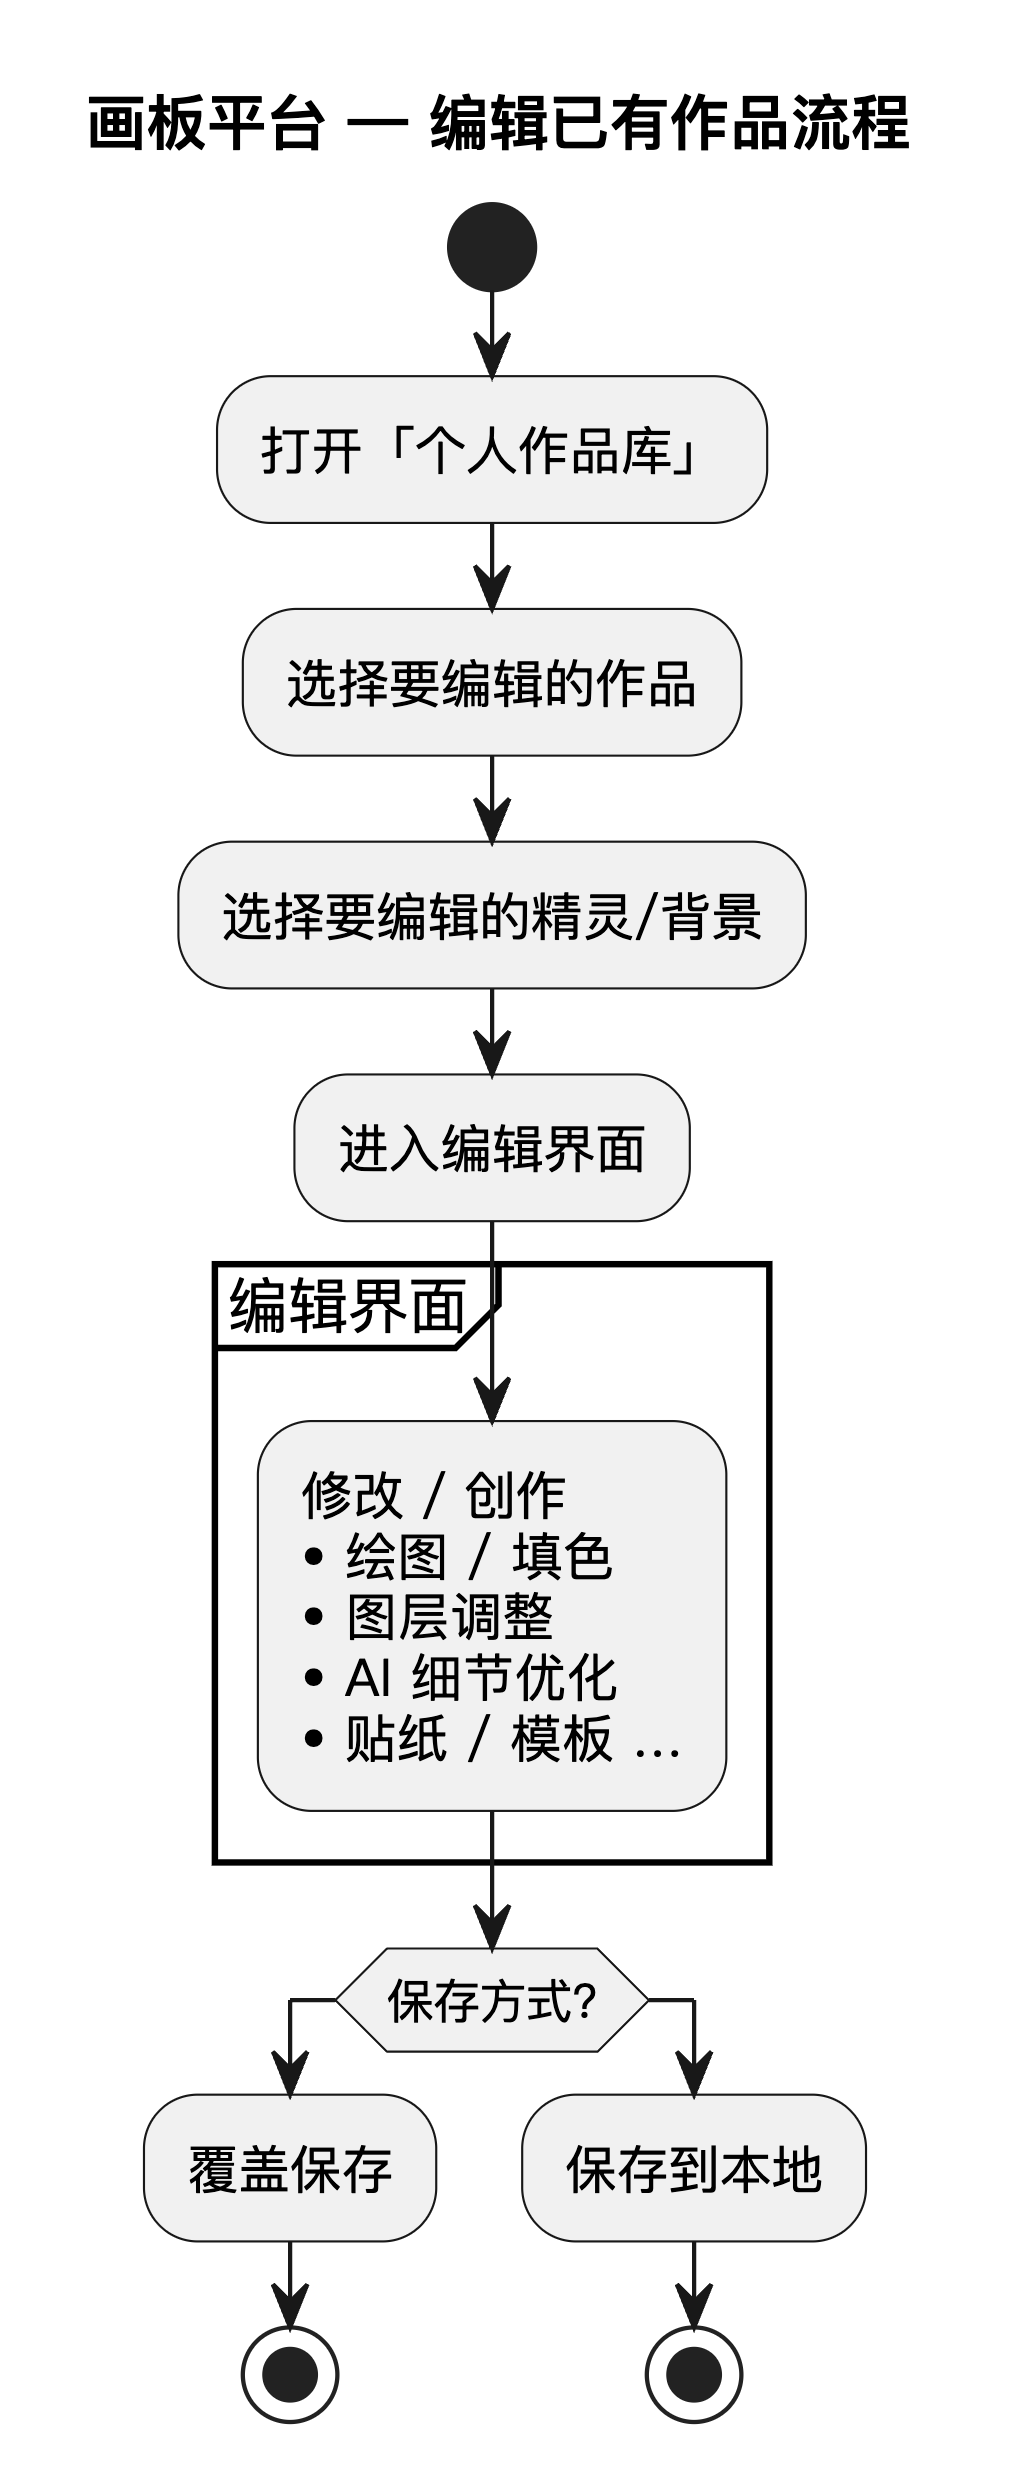 画板平台 — 编辑已有作品流程
打开「个人作品库」
选择要编辑的作品
选择要编辑的精灵/背景
进入编辑界面
编辑界面
修改 / 创作
• 绘图 / 填色
• 图层调整
• AI 细节优化
• 贴纸 / 模板 …
保存方式?
覆盖保存
保存到本地